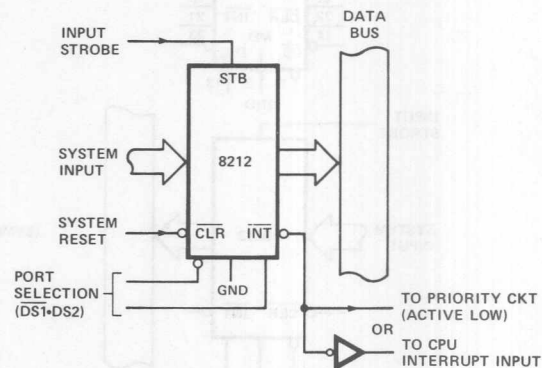 INPUT
STROBE
DATA
BUS
STB
SYSTEM
INPUT
8212
SYSTEM
RESET
CLR
INT
PORT
SELECTION
(DS1•DS2)
GND
TO PRIORITY CKT
(ACTIVE LOW)
OR
TO CPU
INTERRUPT INPUT